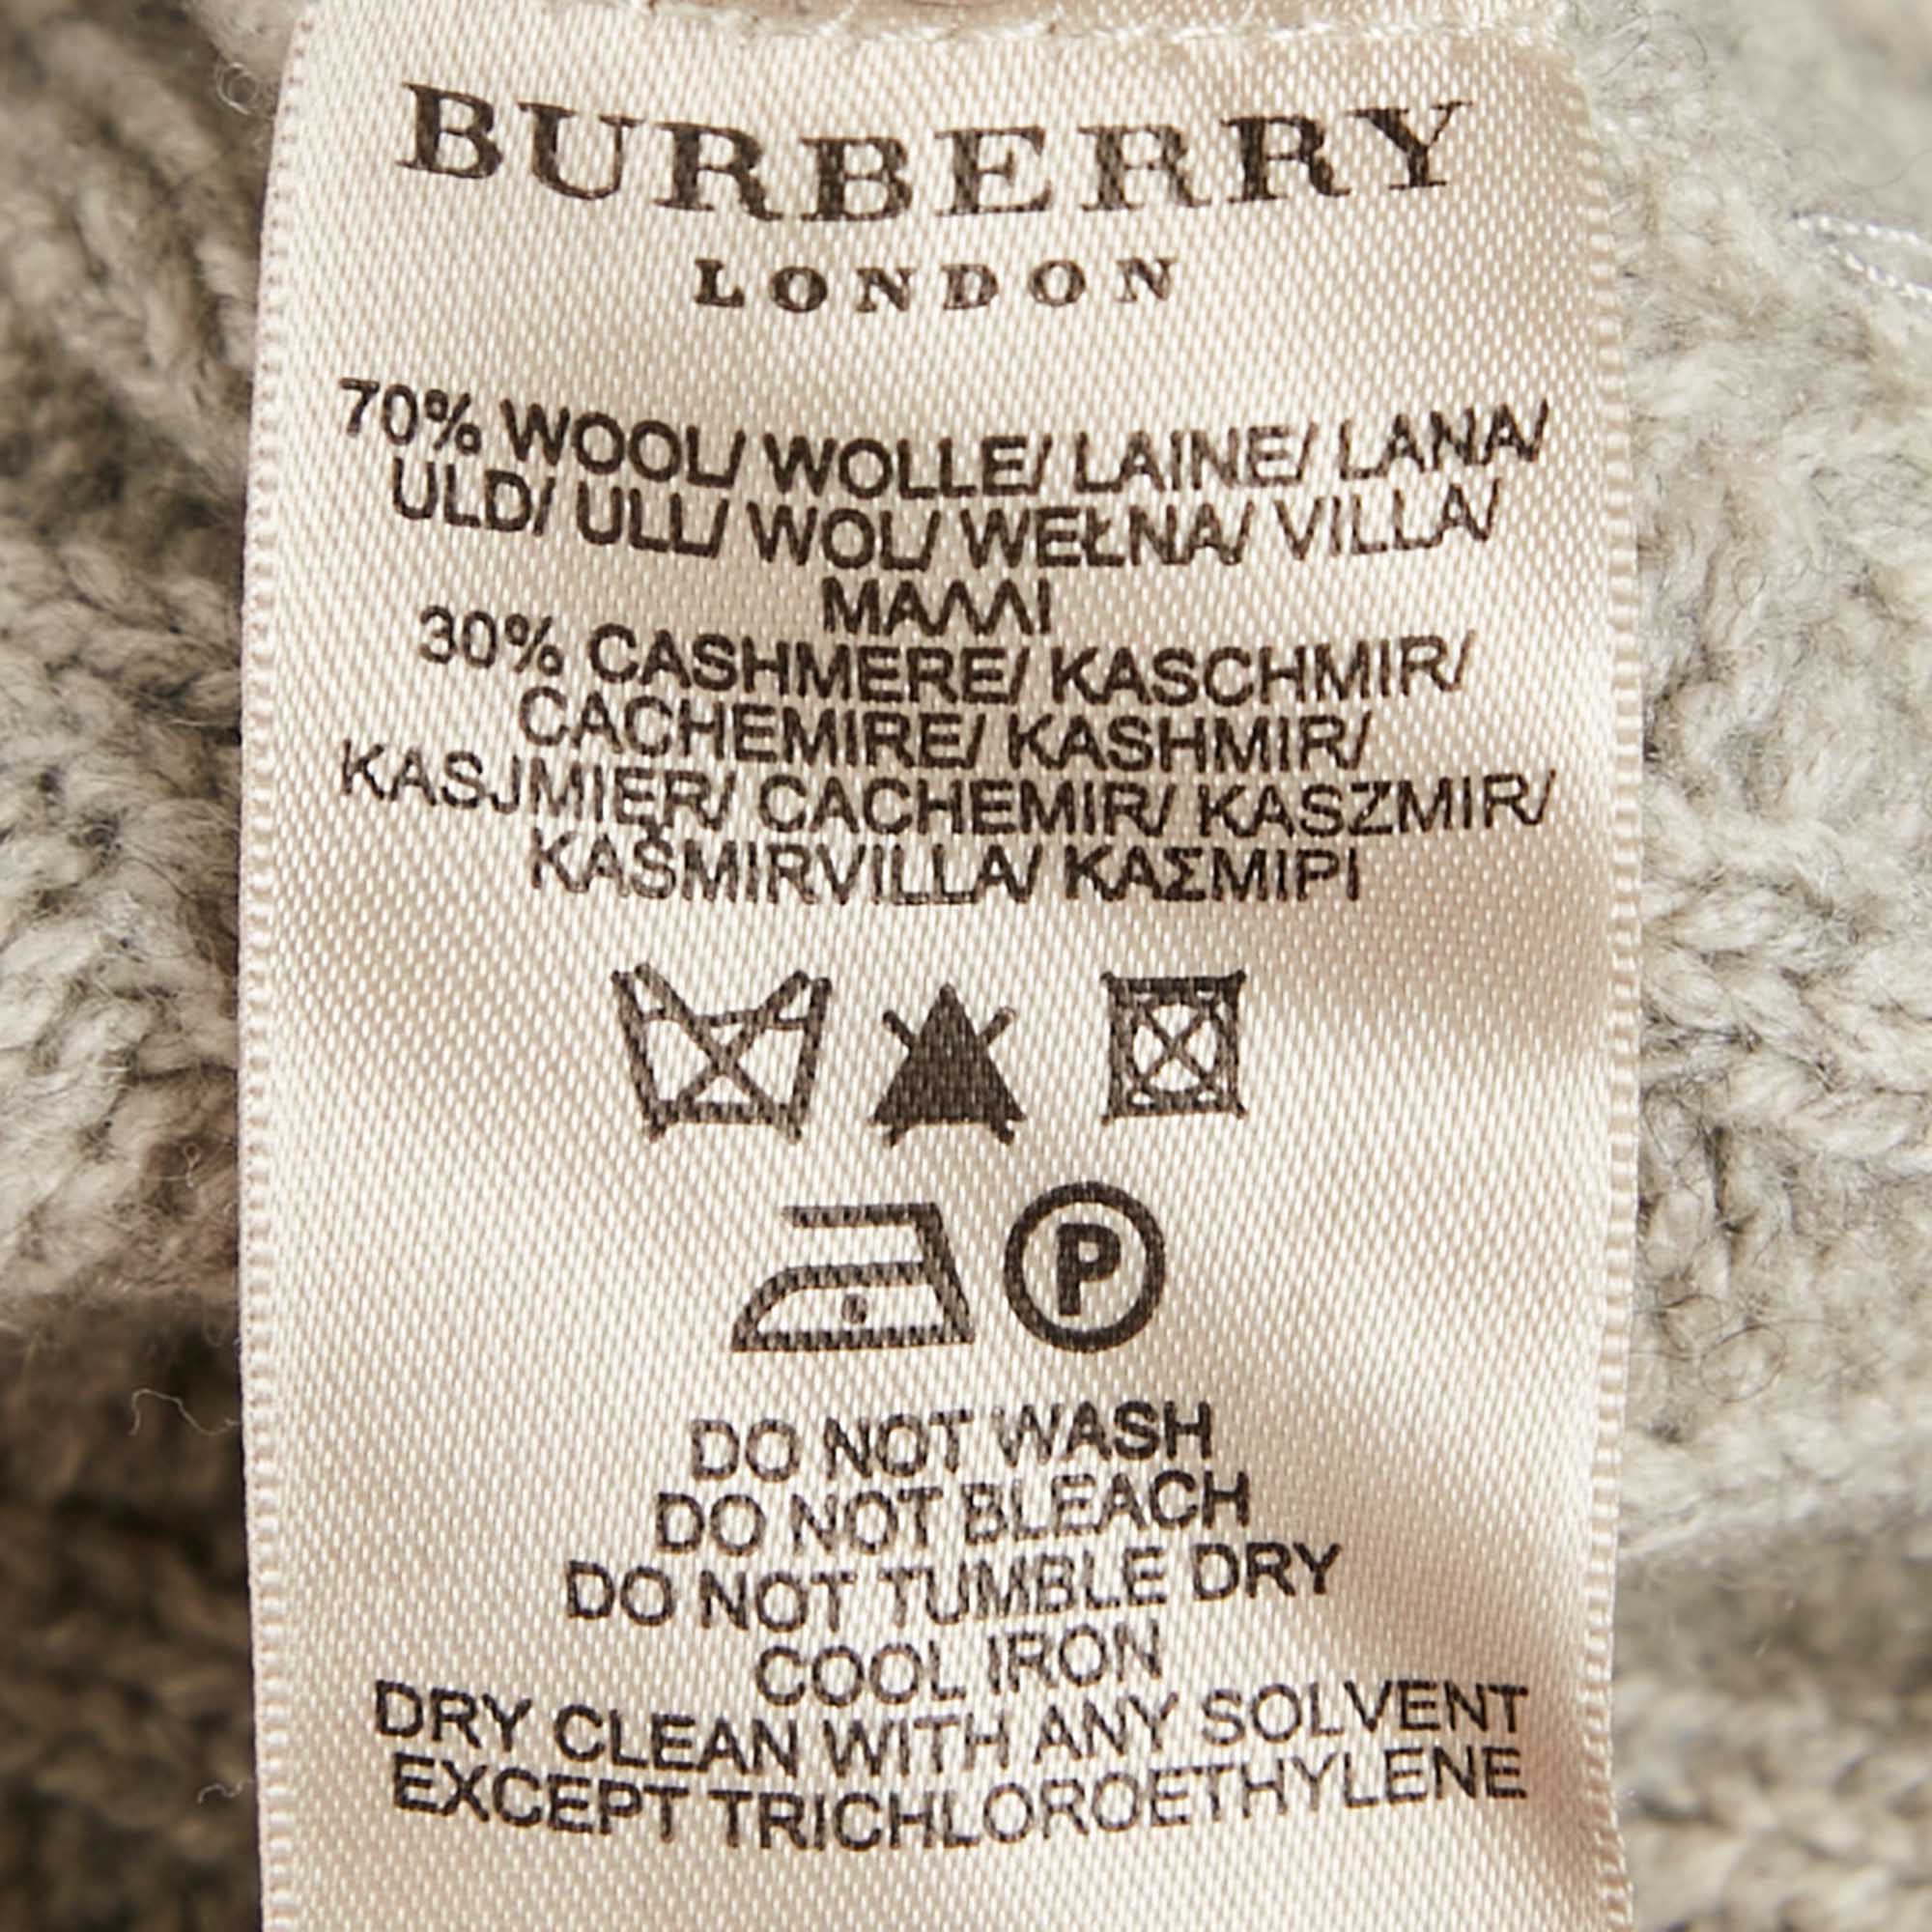 BURBERRY
LONDON
70% WOOL/ WOLLE/ LAINE/ LANA/
ULD/ ULL/ WOL/ WEŁNA/ VILLA/
ΜΑΛΛΙ
30% CASHMERE/ KASCHMIR/
CACHEMIRE/ KASHMIR/
KASJMIER/ CACHEMIR/ KASZMIR/
KAŠMIRVILLA/ ΚΑΣΜΙΡΙ
P
DO NOT WASH
DO NOT BLEACH
DO NOT TUMBLE DRY
COOL IRON
DRY CLEAN WITH ANY SOLVENT
EXCEPT TRICHLOROETHYLENE